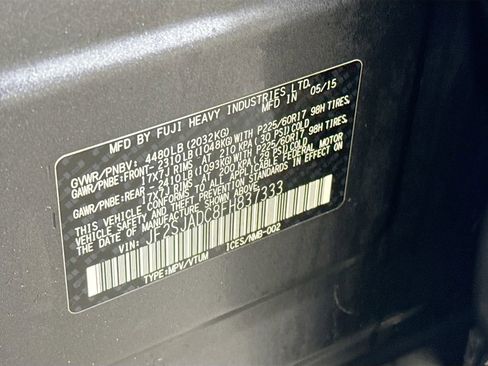 MFD BY FUJI HEAVY INDUSTRIES LTD.
MFD IN 05/15
GVWR/PNBV: 4480LB(2032KG)
GAWR/PNBE:FRONT- 2310LB(1048KG)WITH P225/60R17 98H TIRES,
17X7J RIMS AT 210 KPA( 30 PSI)COLD
GAWR/PNBE:REAR- 2410LB(1093KG)WITH P225/60R17 98H TIRES,
17X7J RIMS AT 200 KPA( 29 PSI)COLD
THIS VEHICLE CONFORMS TO ALL APPLICABLE FEDERAL MOTOR
VEHICLE SAFETY AND THEFT PREVENTION STANDARDS IN EFFECT ON
THE DATE OF MANUFACTURE SHOWN ABOVE.
VIN: JF2SJADC8FH837333
TYPE:MPV/VTUM ICES/NMB-002